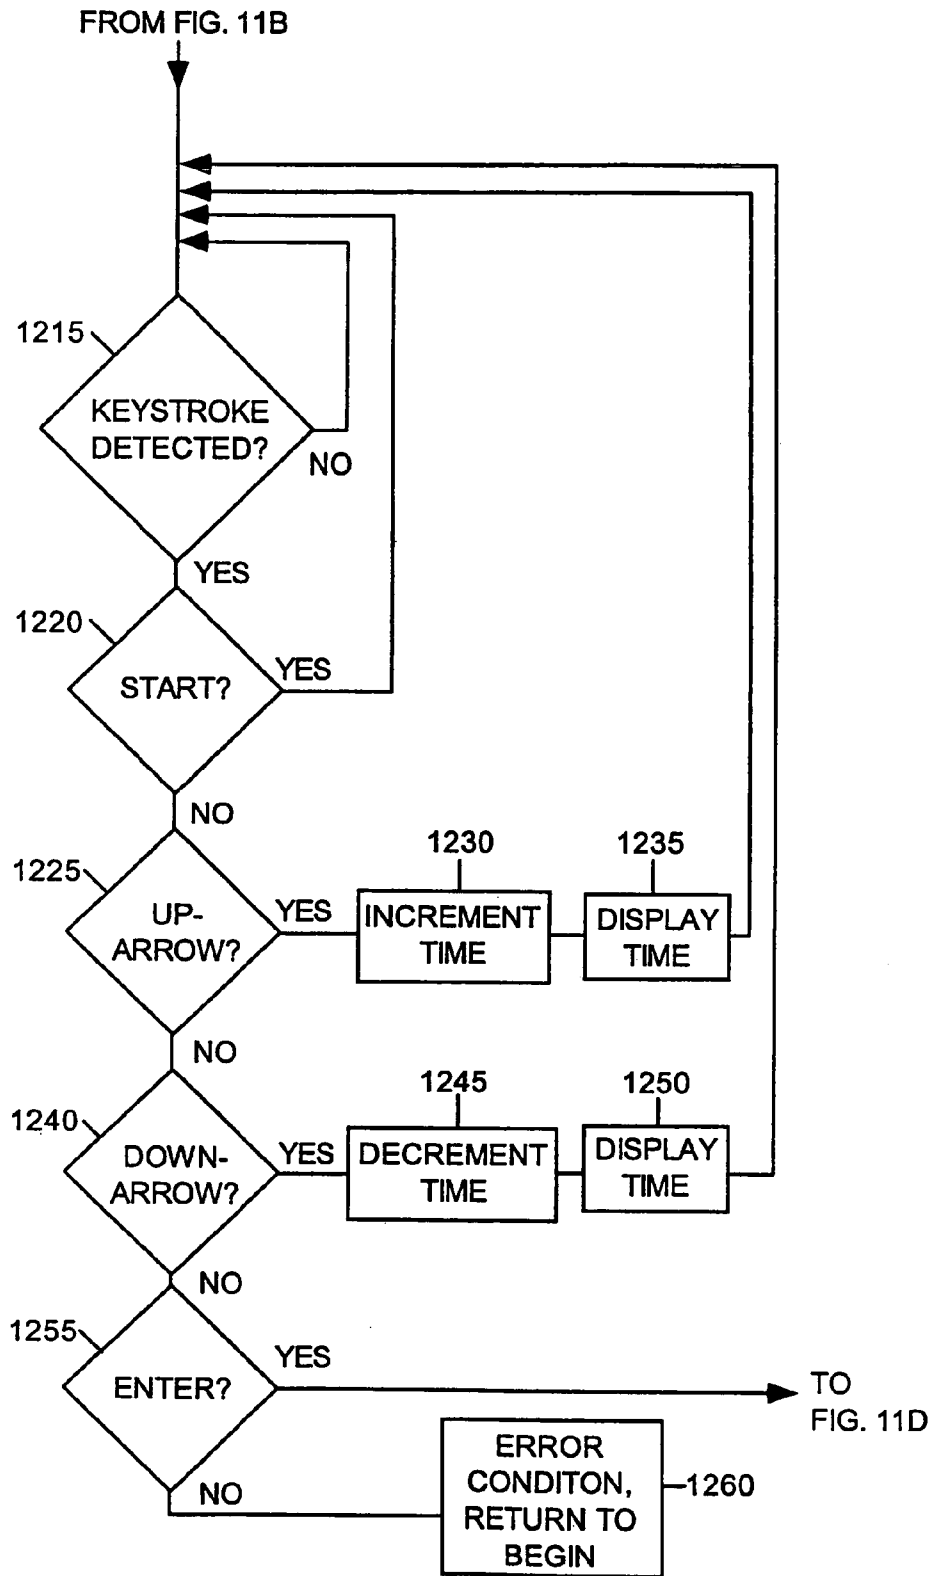 FROM FIG. 11B
1215
KEYSTROKE
DETECTED?
NO
YES
1220
START?
YES
NO
1225
UP-
ARROW?
YES
1230
INCREMENT
TIME
1235
DISPLAY
TIME
NO
1240
DOWN-
ARROW?
YES
1245
DECREMENT
TIME
1250
DISPLAY
TIME
NO
1255
ENTER?
YES
TO
FIG. 11D
NO
ERROR
CONDITON,
RETURN TO
BEGIN
1260